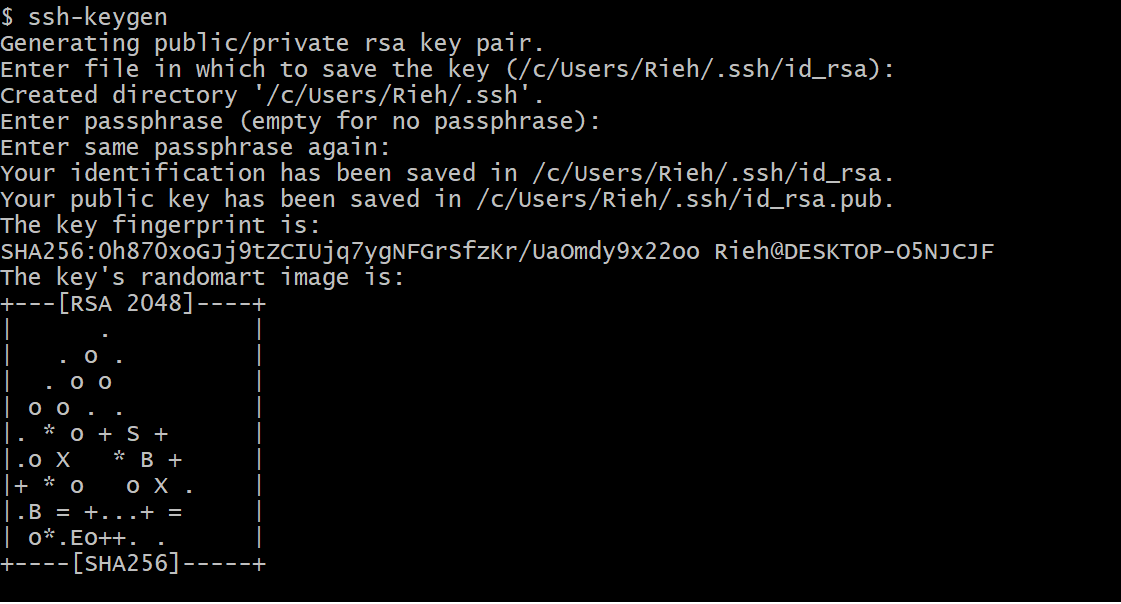 $ ssh-keygen
Generating public/private rsa key pair.
Enter file in which to save the key (/c/Users/Rieh/.ssh/id_rsa):
Created directory '/c/Users/Rieh/.ssh'.
Enter passphrase (empty for no passphrase):
Enter same passphrase again:
Your identification has been saved in /c/Users/Rieh/.ssh/id_rsa.
Your public key has been saved in /c/Users/Rieh/.ssh/id_rsa.pub.
The key fingerprint is:
SHA256:0h87OxoGJj9tZCIUjq7ygNFGrSfzKr/UaOmdy9x22oo Rieh@DESKTOP-O5NJCJF
The key's randomart image is:
+---[RSA 2048]----+
|      .          |
|   . o .         |
|  . o o          |
| o o . .         |
|. * o + S +      |
|.o X   * B +     |
|+ * o   o X .    |
|.B = +...+ =     |
| o*.Eo++. .      |
+----[SHA256]-----+